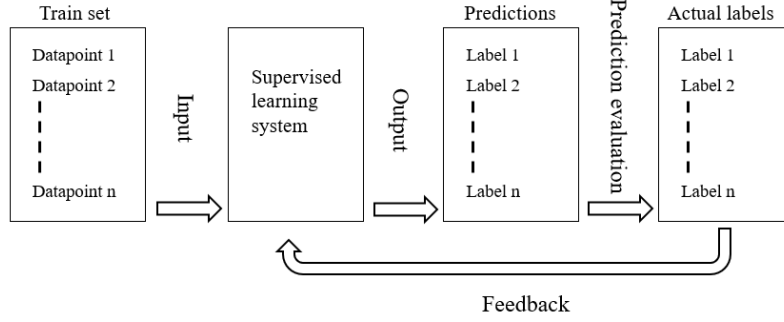 Train set
Datapoint 1
Datapoint 2
Datapoint n
Input
Supervised
learning
system
Output
Predictions
Label 1
Label 2
Label n
Prediction evaluation
Actual labels
Label 1
Label 2
Label n
Feedback